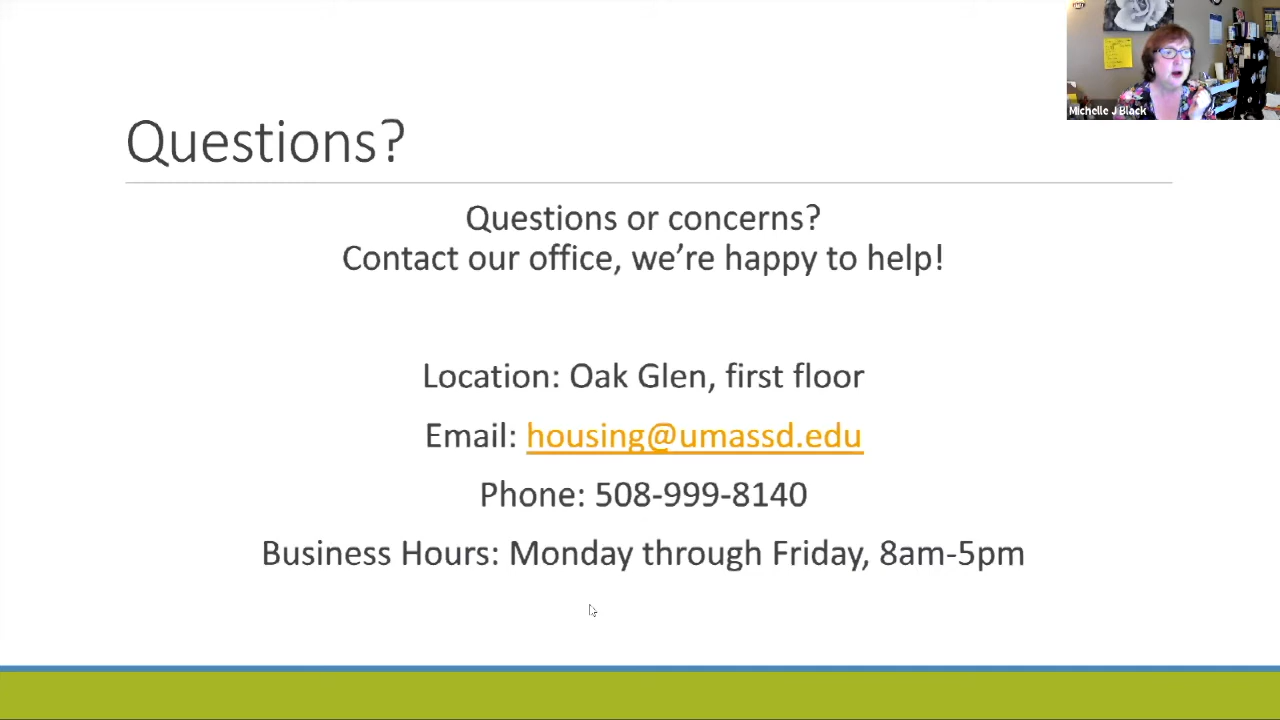 Michelle J Black
Questions?
Questions or concerns?
Contact our office, we're happy to help!
Location: Oak Glen, first floor
Email: housing@umassd.edu
Phone: 508-999-8140
Business Hours: Monday through Friday, 8am-5pm